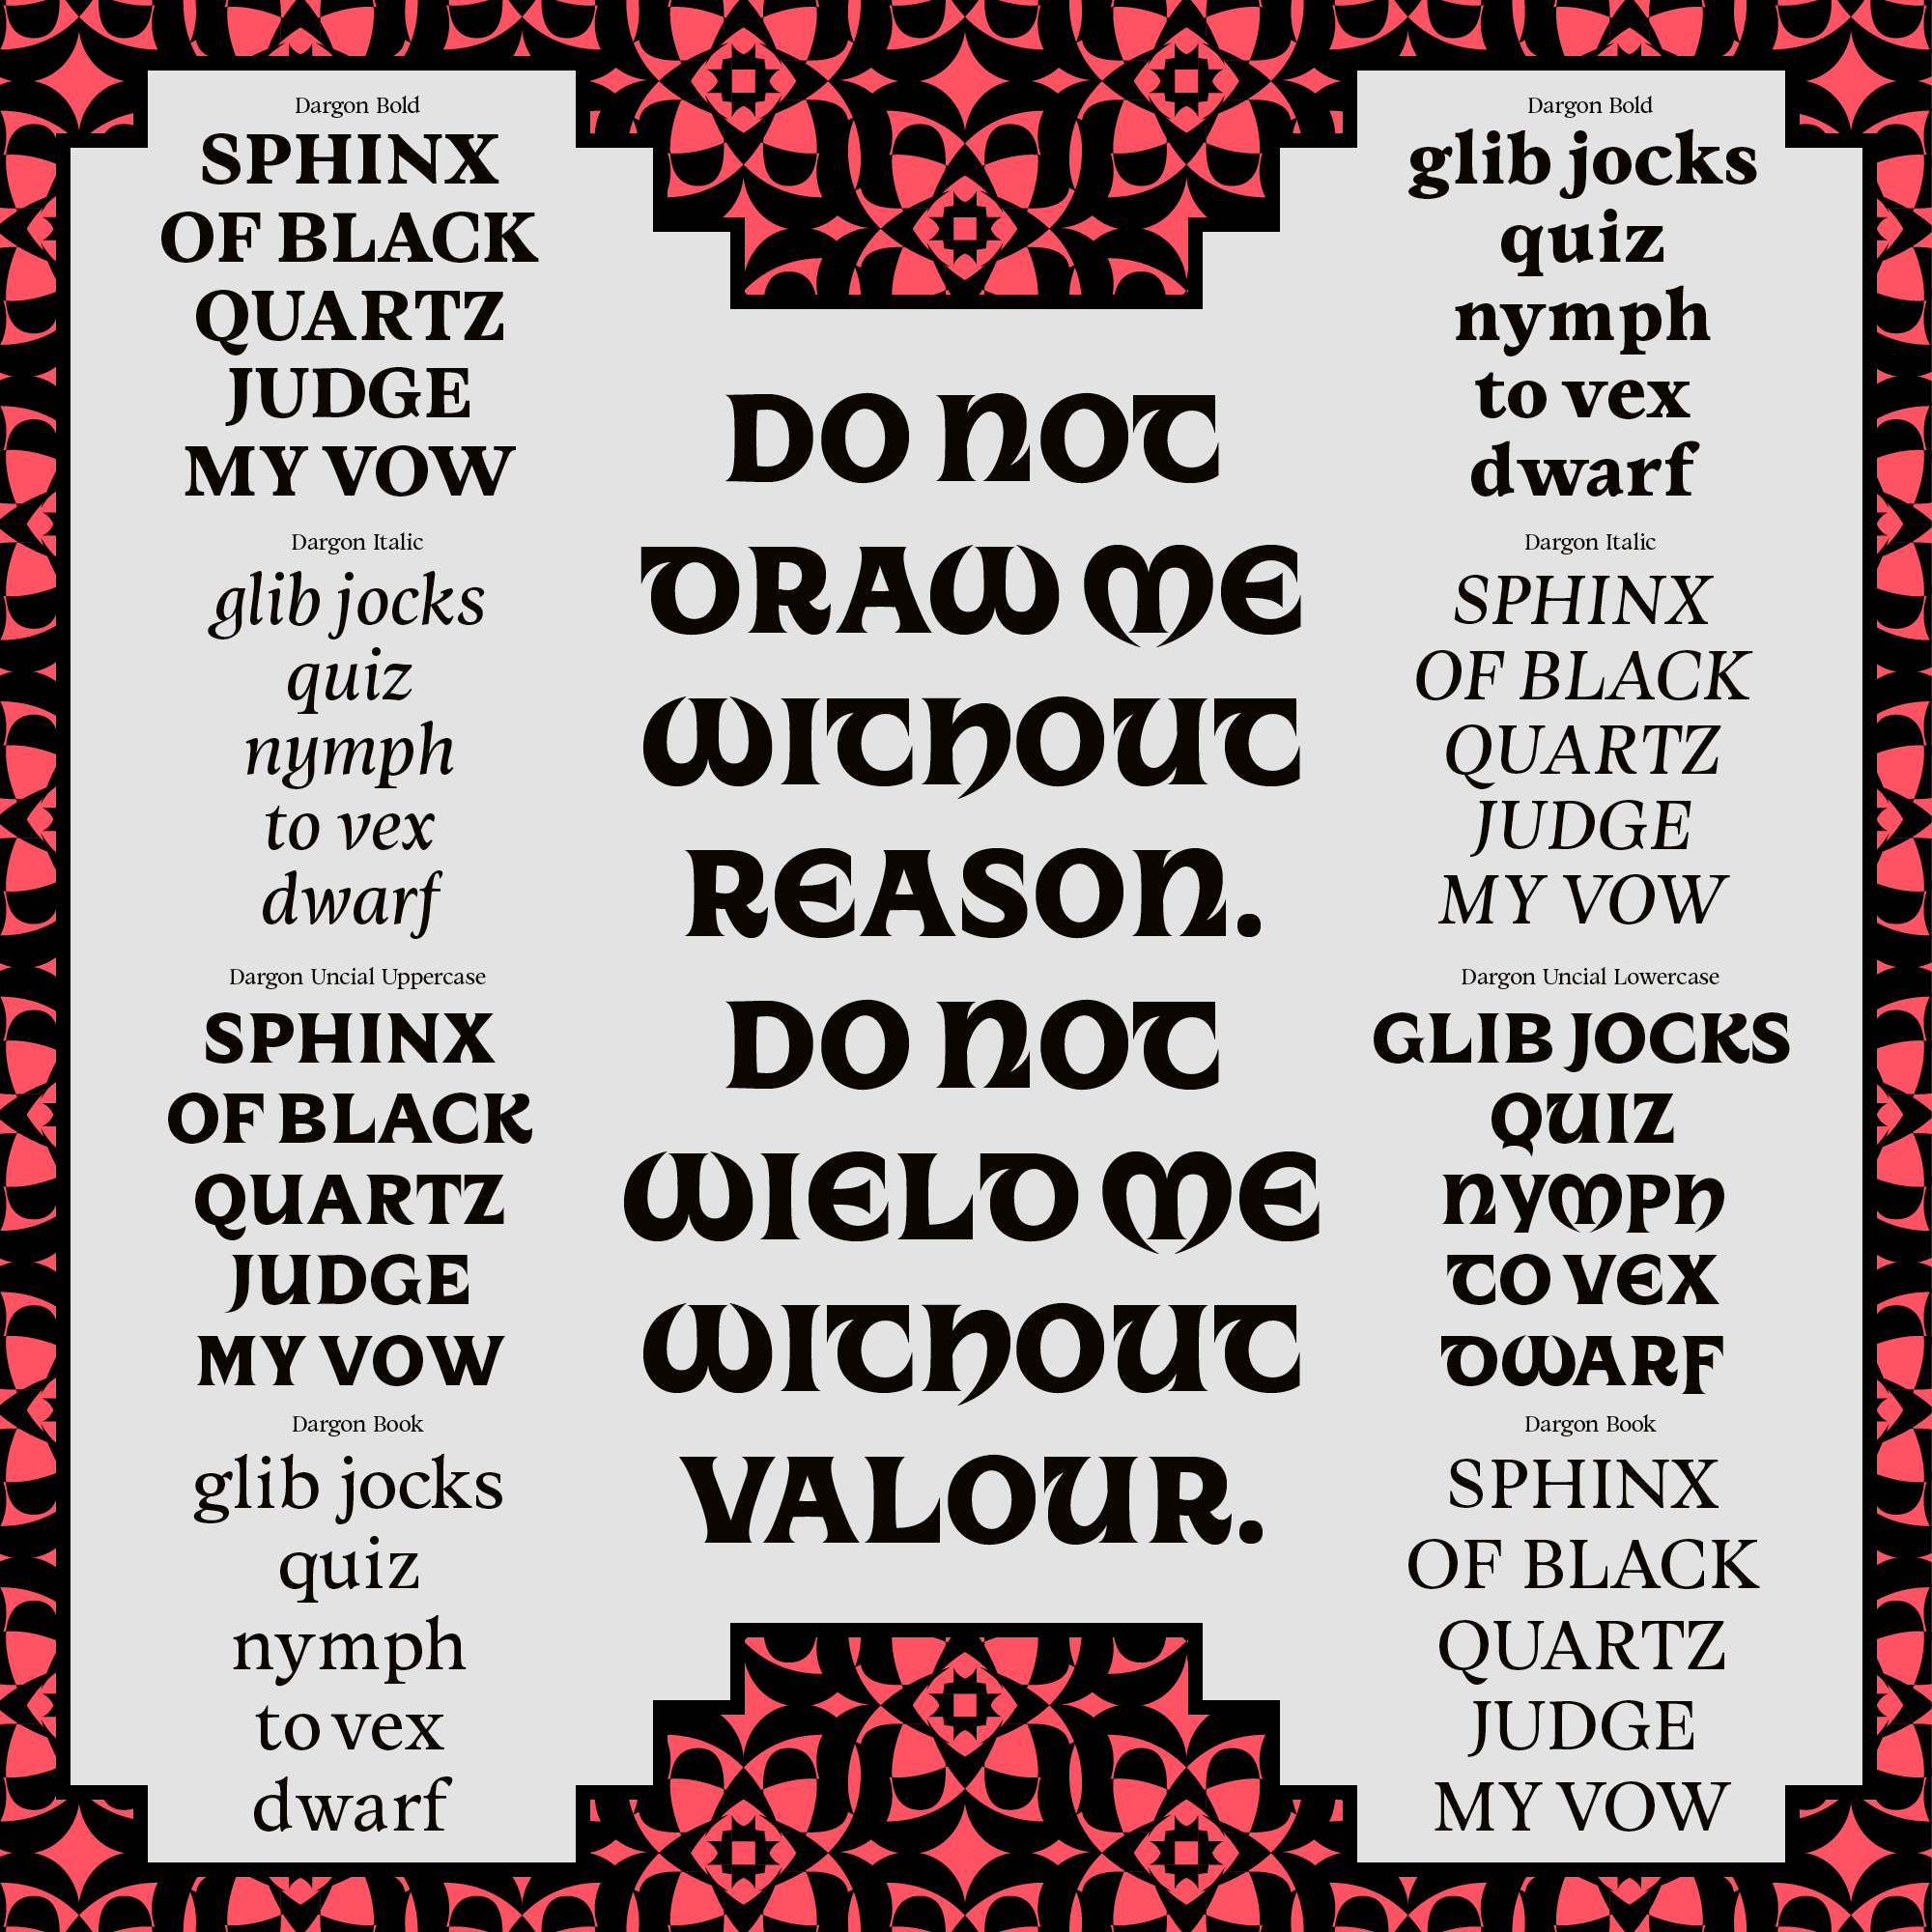 Dargon Bold
SPHINX
OF BLACK
QUARTZ
JUDGE
MY VOW
Dargon Italic
glib jocks
quiz
nymph
to vex
dwarf
Dargon Uncial Uppercase
SPHINX
OF BLACK
QUARTZ
JUDGE
MY VOW
Dargon Book
glib jocks
quiz
nymph
to vex
dwarf
DO NOT
DRAW ME
WITHOUT
REASON.
DO NOT
WIELD ME
WITHOUT
VALOUR.
Dargon Bold
glib jocks
quiz
nymph
to vex
dwarf
Dargon Italic
SPHINX
OF BLACK
QUARTZ
JUDGE
MY VOW
Dargon Uncial Lowercase
GLIB JOCKS
QUIZ
NYMPH
TO VEX
DWARF
Dargon Book
SPHINX
OF BLACK
QUARTZ
JUDGE
MY VOW